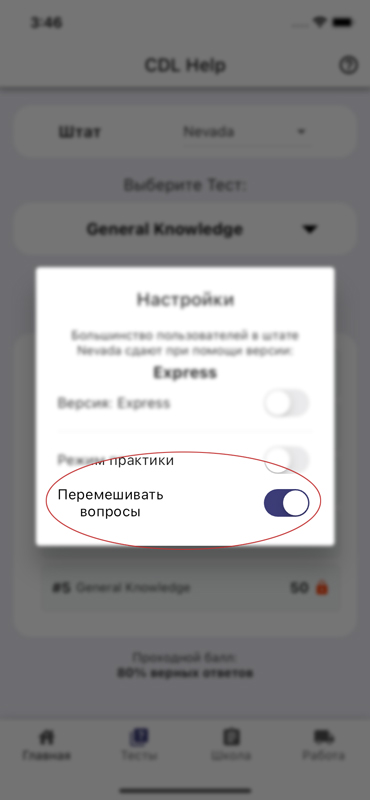 3:46
CDL Help
Штат
Nevada
Выберите Тест:
General Knowledge
Настройки
Большинство пользователей в штате
Nevada сдают при помощи версии:
Express
Версия: Express
Режим практики
Перемешивать
вопросы
#5 General Knowledge 50
Проходной балл:
80% верных ответов
Главная
Тесты
Школа
Работа